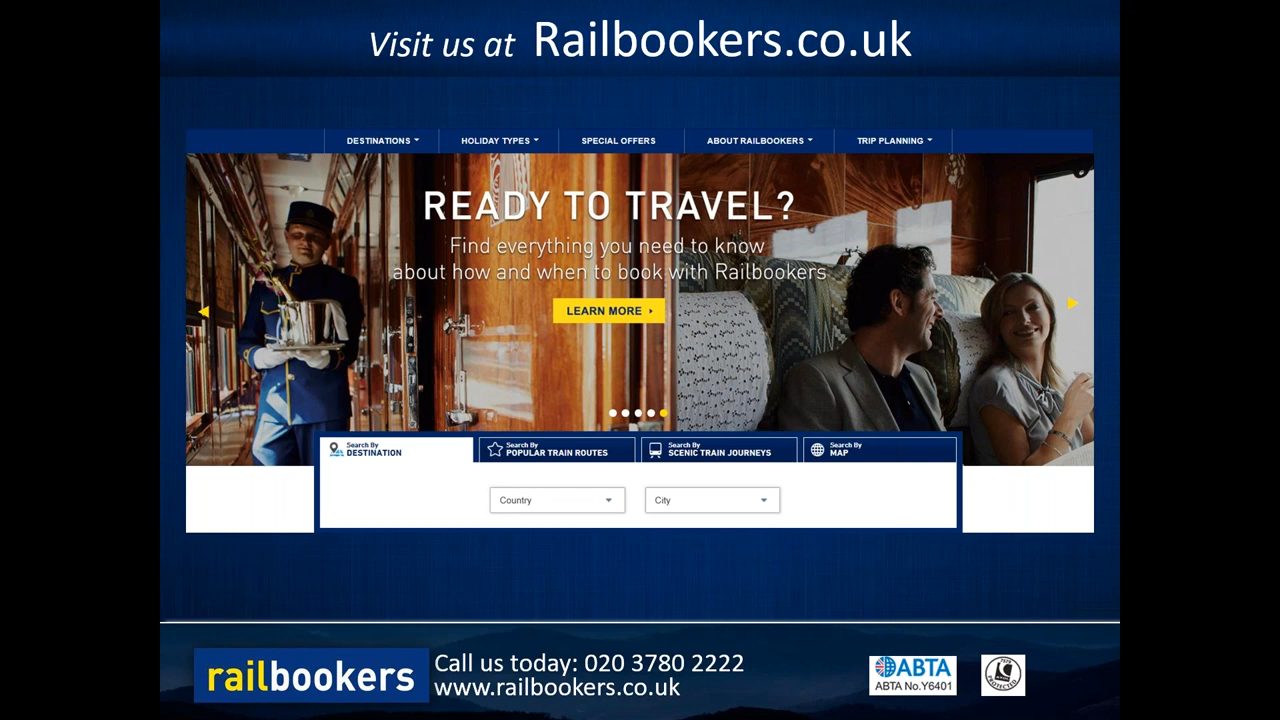 Visit us at Railbookers.co.uk
DESTINATIONS HOLIDAY TYPES SPECIAL OFFERS ABOUT RAILBOOKERS TRIP PLANNING
READY TO TRAVEL?
Find everything you need to know
about how and when to book with Railbookers
LEARN MORE
Search By
DESTINATION
Search By
POPULAR TRAIN ROUTES
Search By
SCENIC TRAIN JOURNEYS
Search By
MAP
Country City
railbookers
Call us today: 020 3780 2222
www.railbookers.co.uk
ABTA
ABTA No.Y6401
PROTECTED